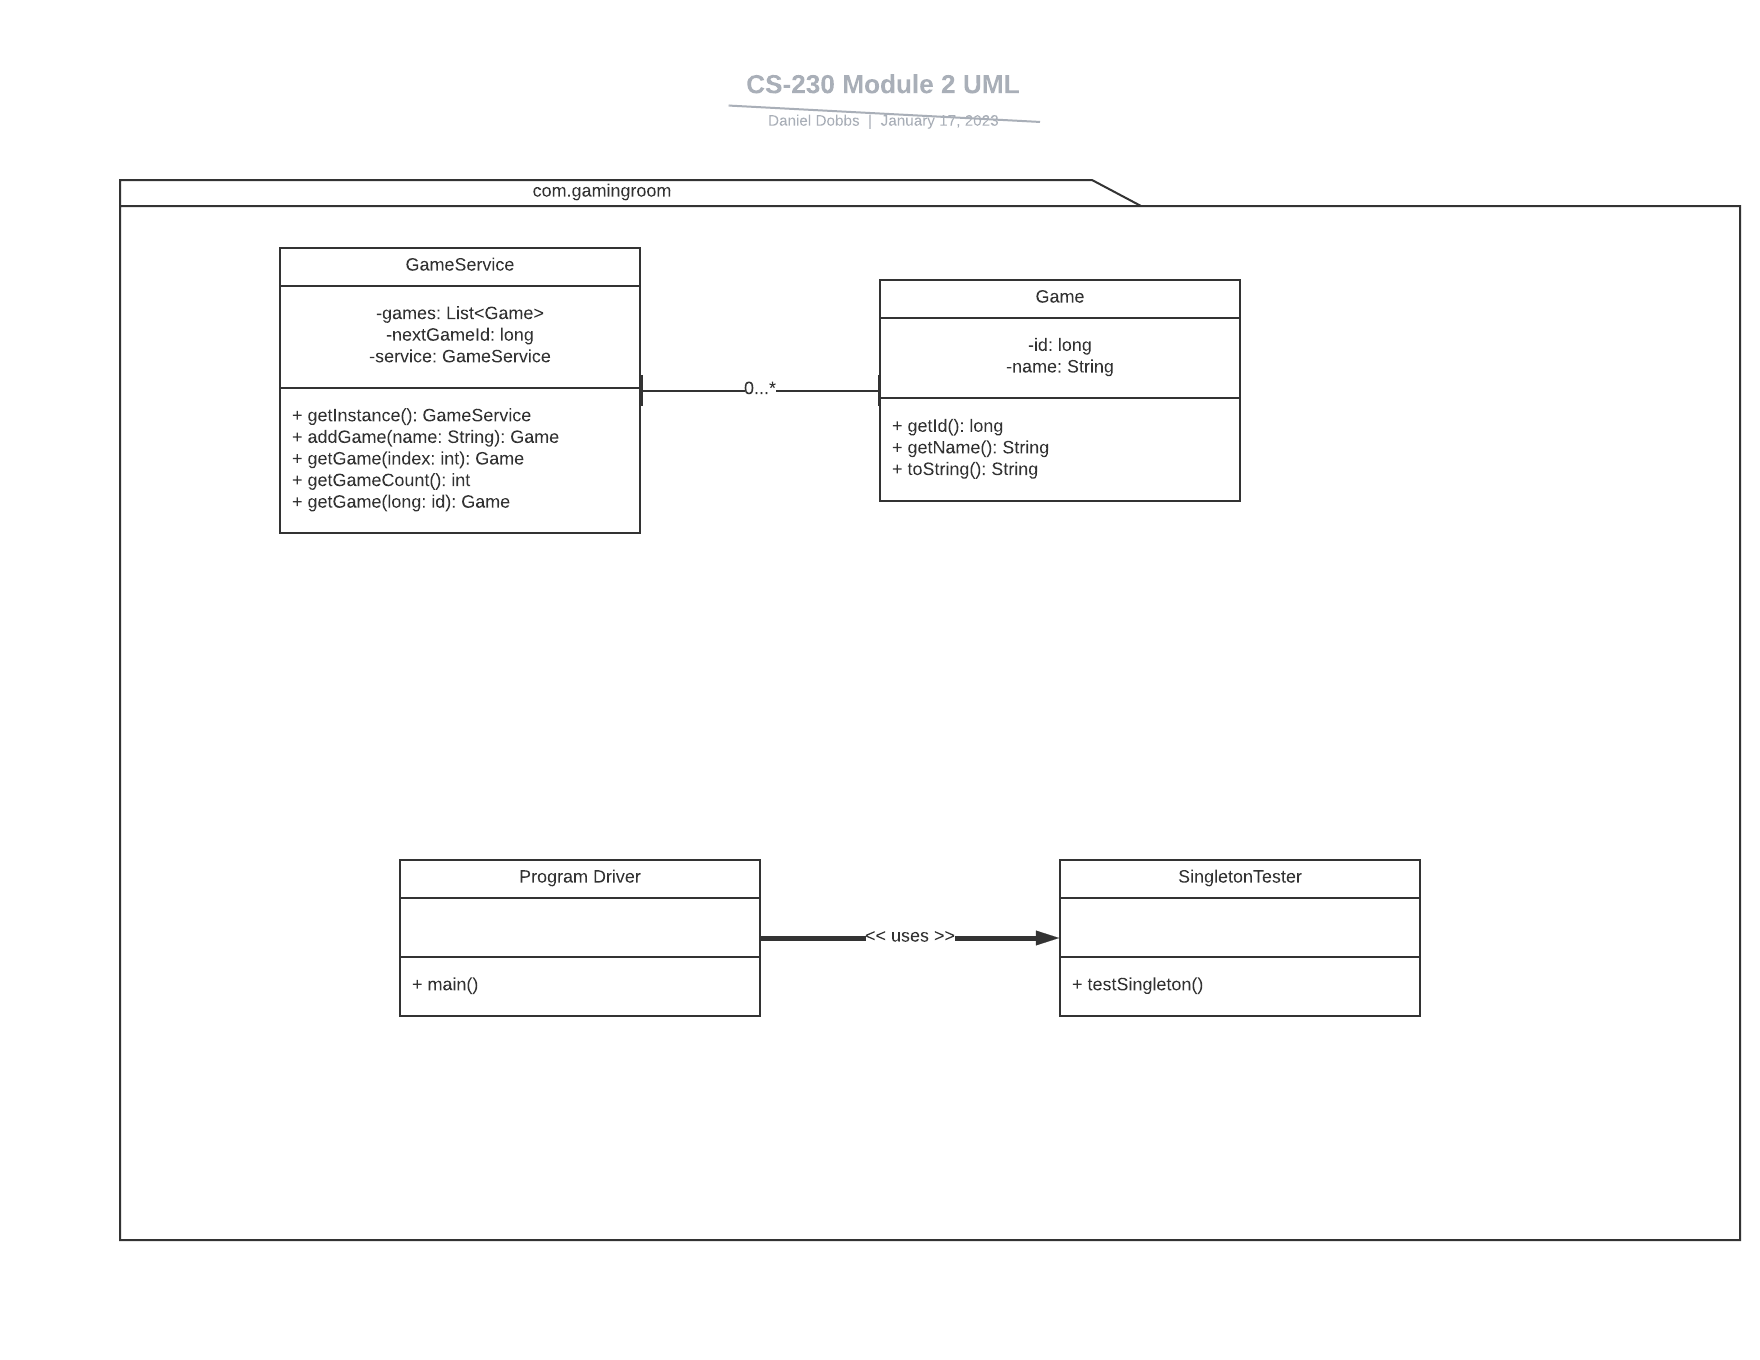 CS-230 Module 2 UML
Daniel Dobbs | January 17, 2023
com.gamingroom
GameService
-games: List<Game>
-nextGameId: long
-service: GameService
+ getInstance(): GameService
+ addGame(name: String): Game
+ getGame(index: int): Game
+ getGameCount(): int
+ getGame(long: id): Game
0...*
Game
-id: long
-name: String
+ getId(): long
+ getName(): String
+ toString(): String
Program Driver
+ main()
<< uses >>
SingletonTester
+ testSingleton()